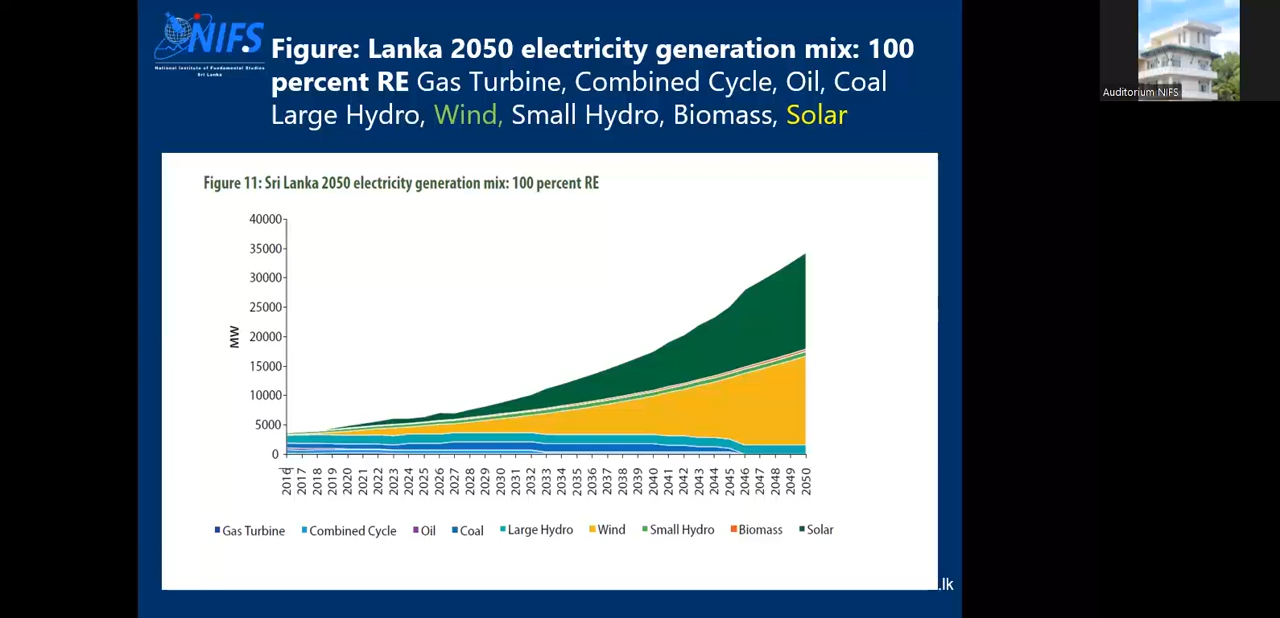 NIFS
National Institute of Fundamental Studies
Sri Lanka
Figure: Lanka 2050 electricity generation mix: 100
percent RE Gas Turbine, Combined Cycle, Oil, Coal
Large Hydro, Wind, Small Hydro, Biomass, Solar
Auditorium NIFS
Figure 11: Sri Lanka 2050 electricity generation mix: 100 percent RE
MW
40000
35000
30000
25000
20000
15000
10000
5000
0
2016 2017 2018 2019 2020 2021 2022 2023 2024 2025 2026 2027 2028 2029 2030 2031 2032 2033 2034 2035 2036 2037 2038 2039 2040 2041 2042 2043 2044 2045 2046 2047 2048 2049 2050
Gas Turbine Combined Cycle Oil Coal Large Hydro Wind Small Hydro Biomass Solar
.lk